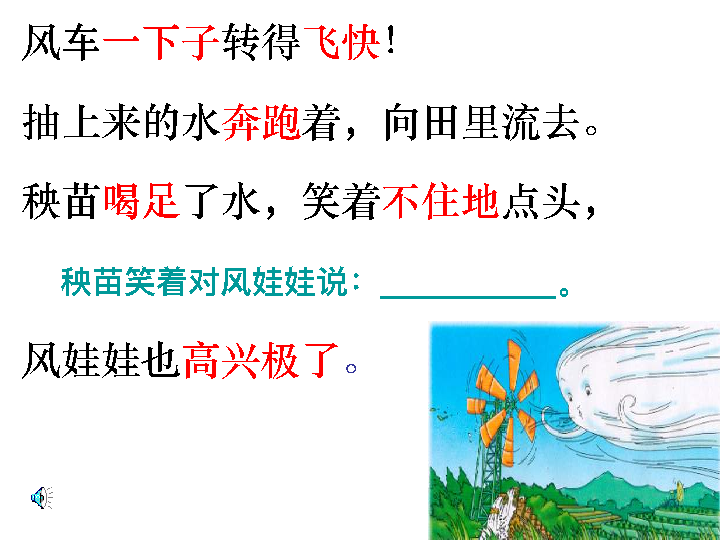 风车一下子转得飞快！
抽上来的水奔跑着，向田里流去。
秧苗喝足了水，笑着不住地点头，
秧苗笑着对风娃娃说：___________。
风娃娃也高兴极了。